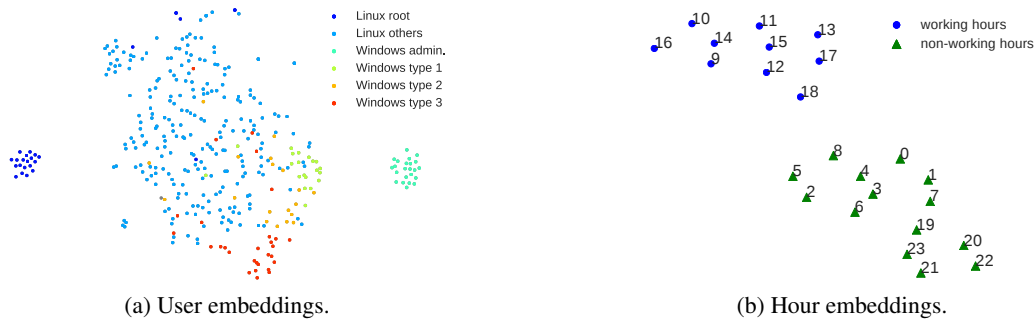 Linux root
Linux others
Windows admin.
Windows type 1
Windows type 2
Windows type 3
(a) User embeddings.
10
11
13
working hours
non-working hours
16
14
15
9
12
17
18
8
0
5
4
1
2
3
7
6
19
20
23
22
21
(b) Hour embeddings.